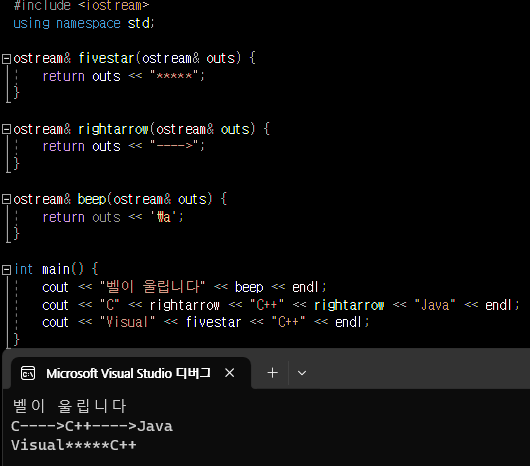 #include <iostream>
using namespace std;
ostream& fivestar(ostream& outs) {
return outs << "*****";
}
ostream& rightarrow(ostream& outs) {
return outs << "---->";
}
ostream& beep(ostream& outs) {
return outs << '₩a';
}
int main() {
cout << "벨이 울립니다" << beep << endl;
cout << "C" << rightarrow << "C++" << rightarrow << "Java" << endl;
cout << "Visual" << fivestar << "C++" << endl;
}
Microsoft Visual Studio 디버그
벨이 울립니다
C---->C++---->Java
Visual*****C++